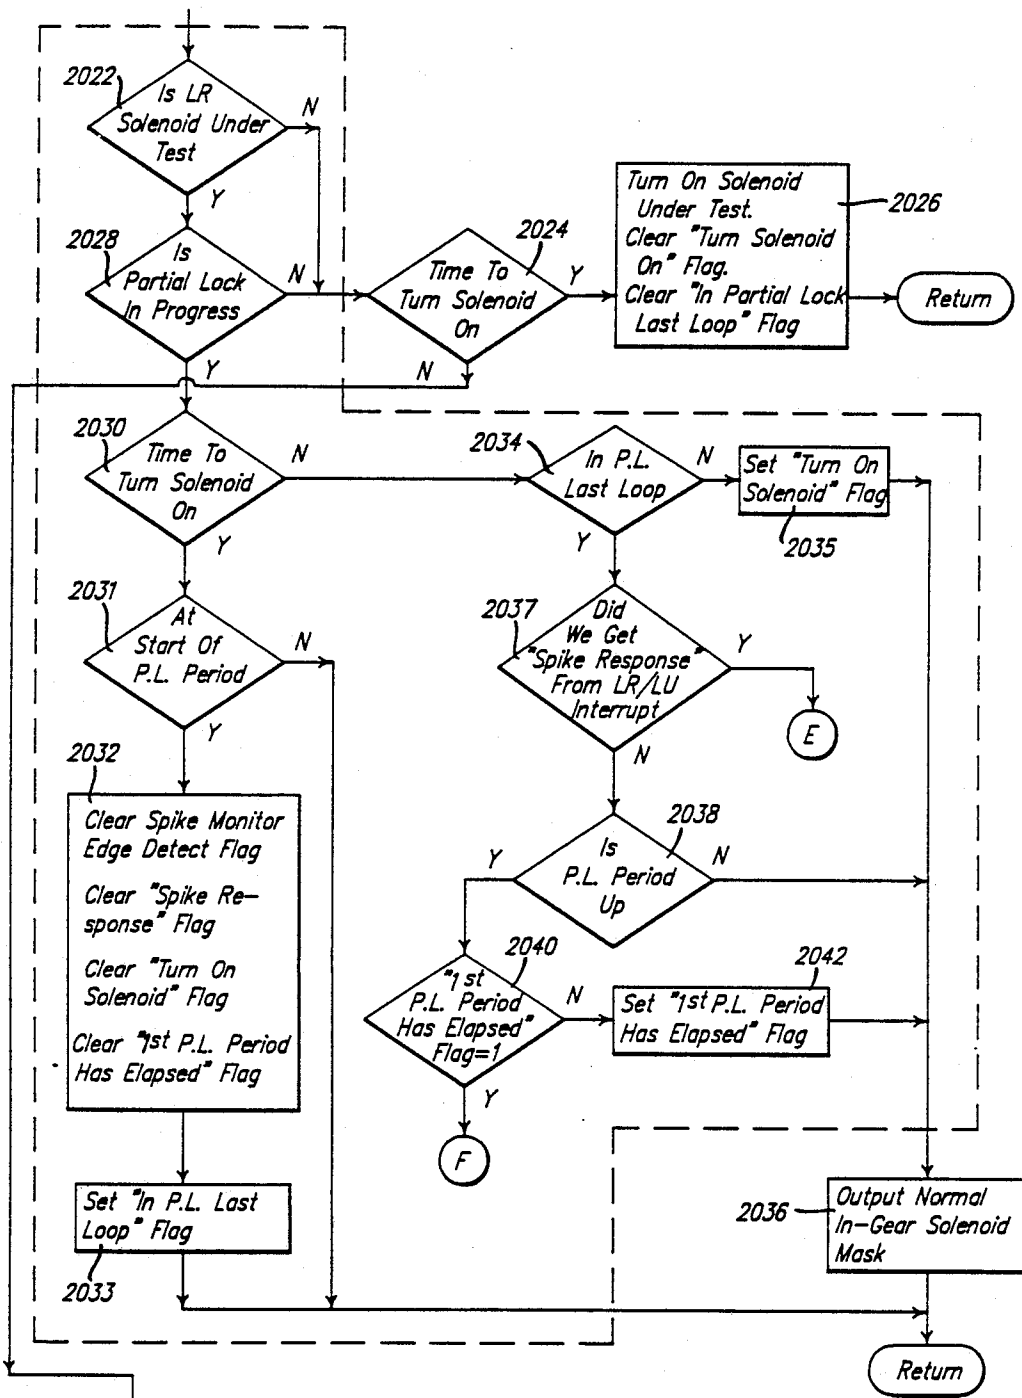 2022
Is LR
Solenoid Under
Test
N
Y
2028
Is
Partial Lock
In Progress
N
Y
2024
Time To
Turn Solenoid
On
Y
N
Turn On Solenoid
Under Test.
Clear "Turn Solenoid
On" Flag.
Clear "In Partial Lock
Last Loop" Flag
2026
Return
2030
Time To
Turn Solenoid
On
N
Y
2034
In P.L.
Last Loop
N
Y
Set "Turn On
Solenoid" Flag
2035
2031
At
Start Of
P.L. Period
N
Y
2037
Did
We Get
"Spike Response"
From LR/LU
Interrupt
Y
N
E
2032
Clear Spike Monitor
Edge Detect Flag
Clear "Spike Re-
sponse" Flag
Clear "Turn On
Solenoid" Flag
Clear "1st P.L. Period
Has Elapsed" Flag
2038
Is
P.L. Period
Up
Y
N
2040
"1st
P.L. Period
Has Elapsed"
Flag=1
N
Y
2042
Set "1st P.L. Period
Has Elapsed" Flag
F
Set "In P.L. Last
Loop" Flag
2033
2036
Output Normal
In-Gear Solenoid
Mask
Return